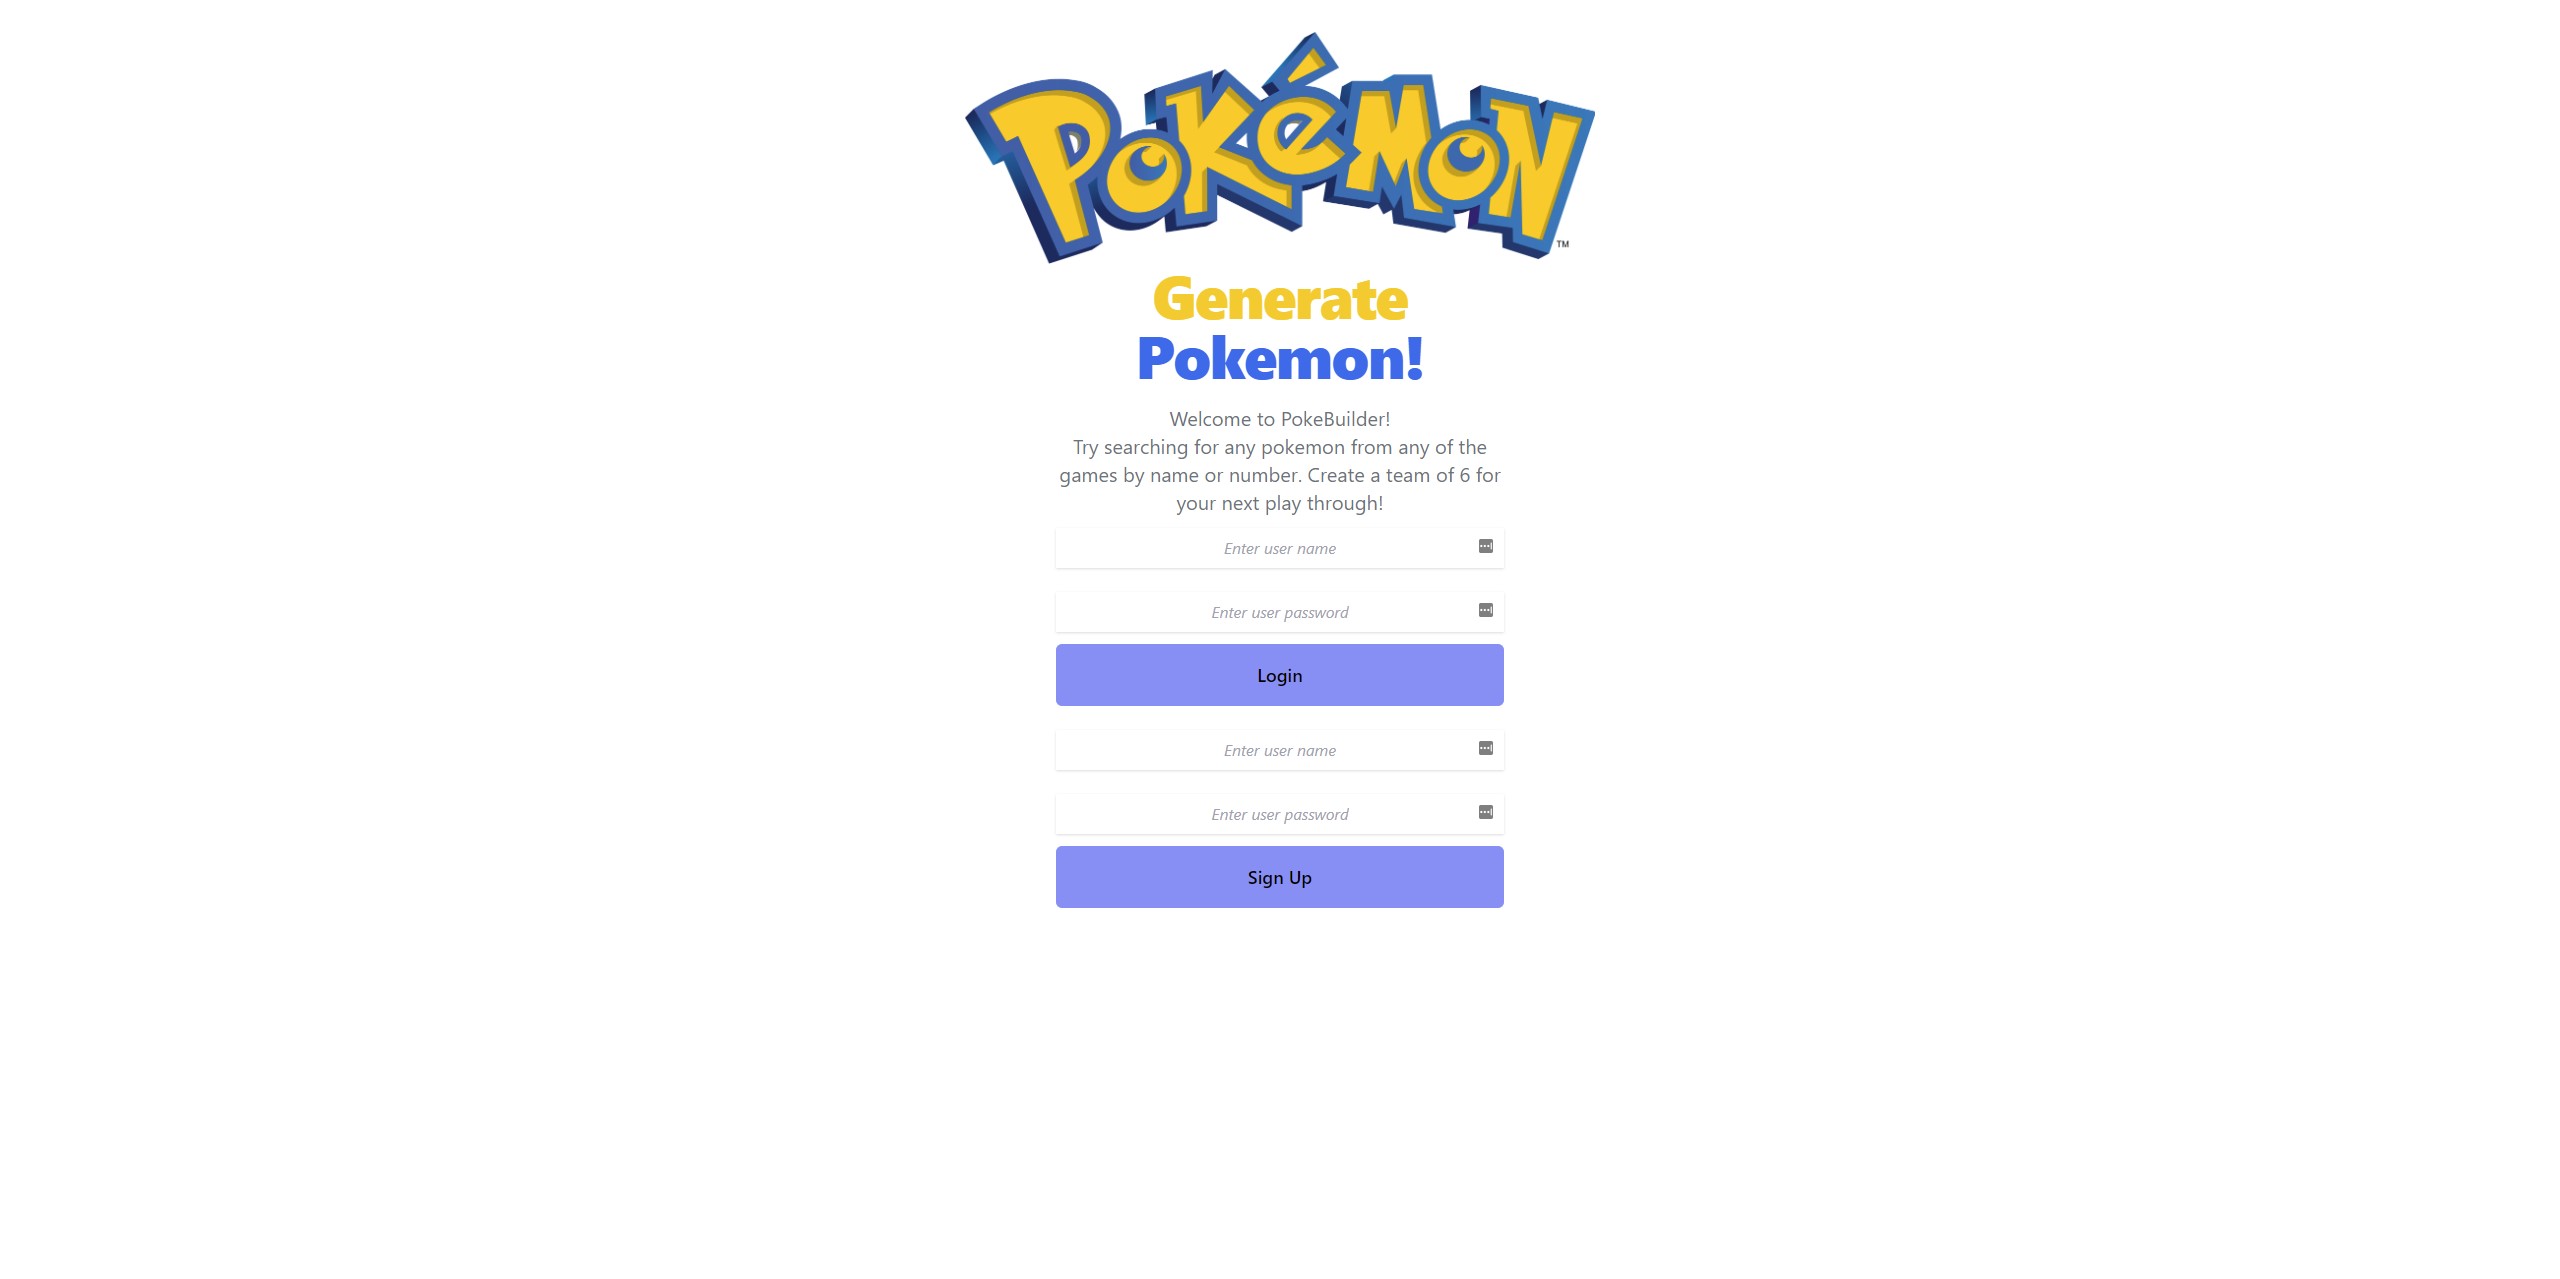 POKéMON
TM
Generate
Pokemon!
Welcome to PokeBuilder!
Try searching for any pokemon from any of the
games by name or number. Create a team of 6 for
your next play through!
Enter user name
Enter user password
Login
Enter user name
Enter user password
Sign Up